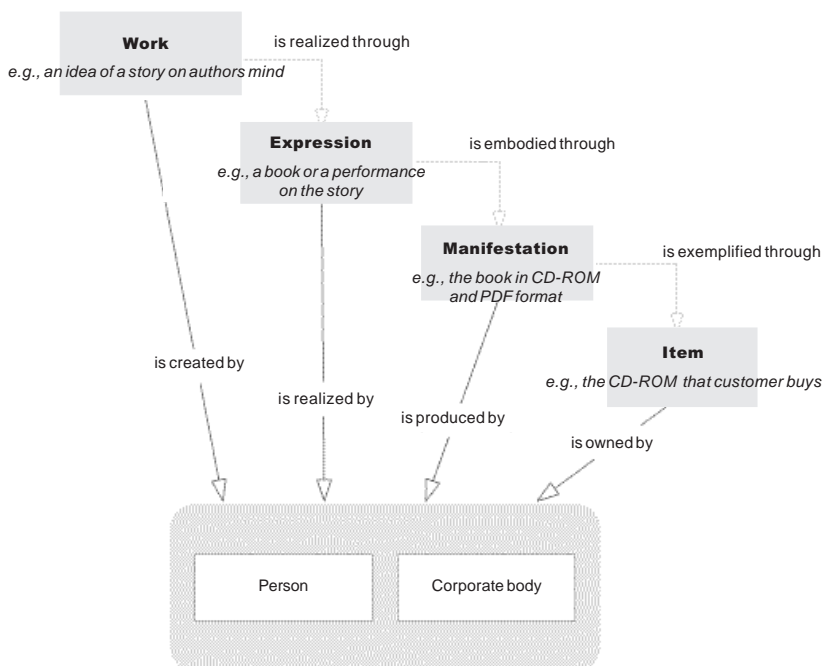 Work
e.g., an idea of a story on authors mind
is realized through
Expression
e.g., a book or a performance
on the story
is embodied through
Manifestation
e.g., the book in CD-ROM
and PDF format
is exemplified through
Item
e.g., the CD-ROM that customer buys
is created by
is realized by
is produced by
is owned by
Person
Corporate body